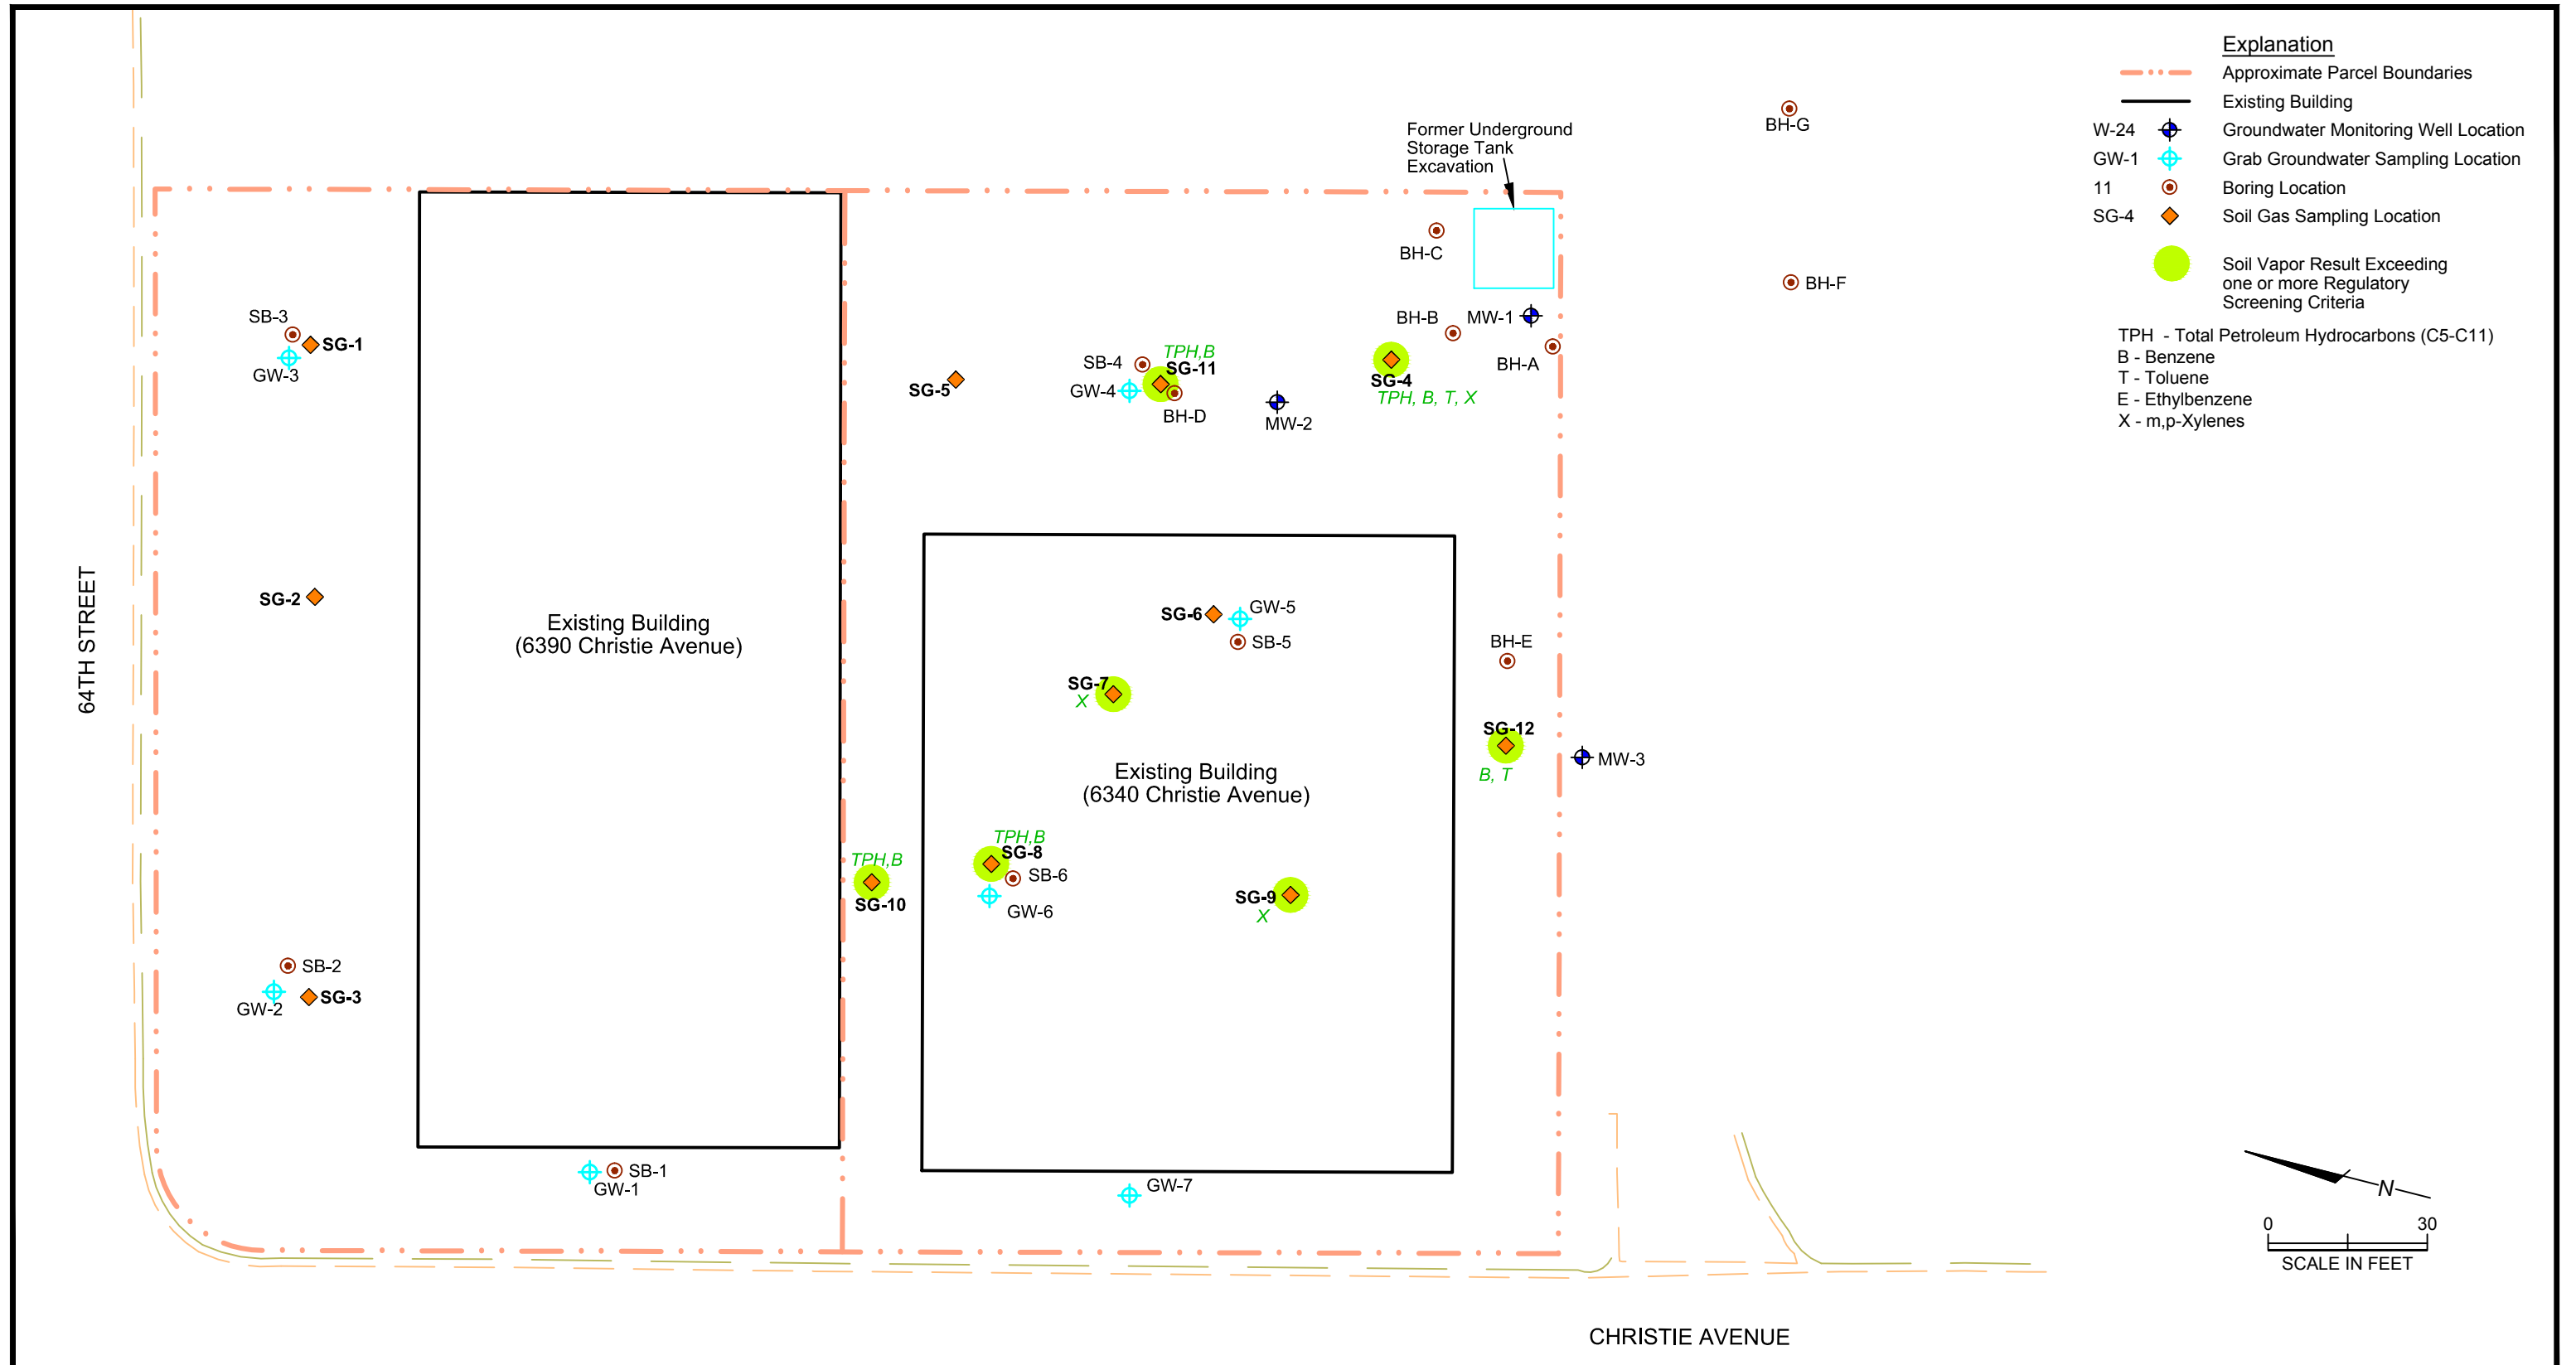 Explanation
Approximate Parcel Boundaries
Existing Building
W-24 Groundwater Monitoring Well Location
GW-1 Grab Groundwater Sampling Location
11 Boring Location
SG-4 Soil Gas Sampling Location
Soil Vapor Result Exceeding
one or more Regulatory
Screening Criteria
TPH - Total Petroleum Hydrocarbons (C5-C11)
B - Benzene
T - Toluene
E - Ethylbenzene
X - m,p-Xylenes
BH-G
Former Underground
Storage Tank
Excavation
BH-C
BH-F
SB-3
SG-1
GW-3
BH-B
MW-1
BH-A
SB-4
TPH,B
SG-11
GW-4
BH-D
SG-5
SG-4
TPH, B, T, X
MW-2
64TH STREET
SG-2
Existing Building
(6390 Christie Avenue)
SG-6
GW-5
SB-5
BH-E
SG-7
X
SG-12
B, T
MW-3
Existing Building
(6340 Christie Avenue)
TPH,B
SG-8
SB-6
GW-6
TPH,B
SG-10
SG-9
X
SB-2
GW-2
SG-3
SB-1
GW-1
GW-7
N
0 30
SCALE IN FEET
CHRISTIE AVENUE